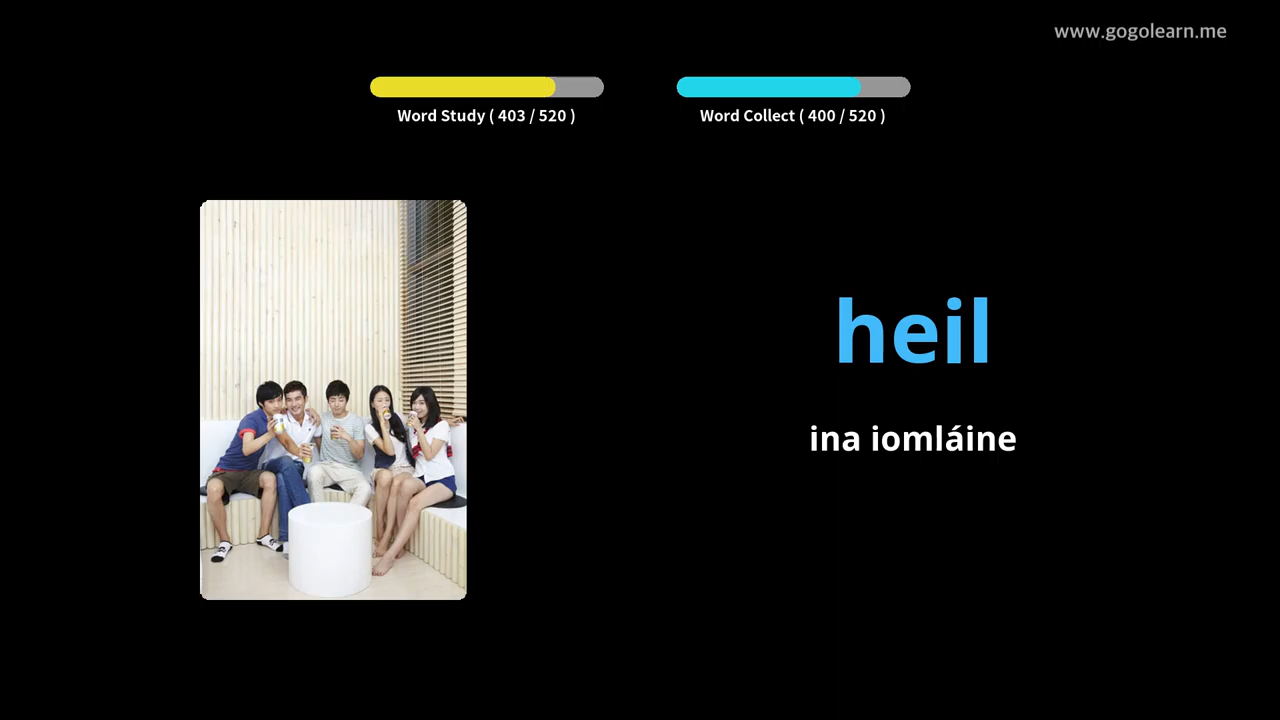 www.gogolearn.me
Word Study ( 403 / 520 )
Word Collect ( 400 / 520 )
heil
ina iomláine